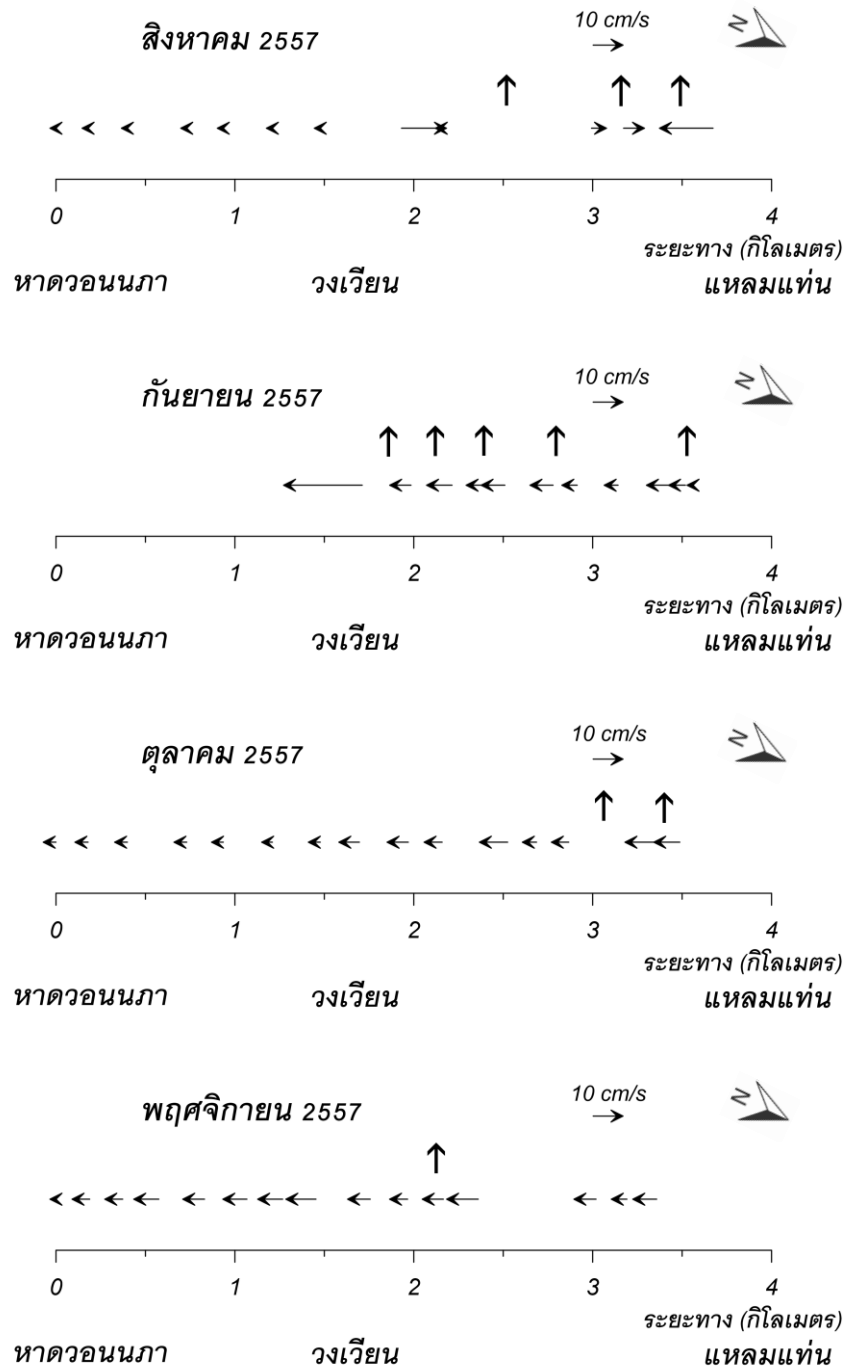 สิงหาคม 2557
10 cm/s
N
0 1 2 3 4
ระยะทาง (กิโลเมตร)
หาดวอนนภา วงเวียน แหลมแท่น
กันยายน 2557
10 cm/s
N
0 1 2 3 4
ระยะทาง (กิโลเมตร)
หาดวอนนภา วงเวียน แหลมแท่น
ตุลาคม 2557
10 cm/s
N
0 1 2 3 4
ระยะทาง (กิโลเมตร)
หาดวอนนภา วงเวียน แหลมแท่น
พฤศจิกายน 2557
10 cm/s
N
0 1 2 3 4
ระยะทาง (กิโลเมตร)
หาดวอนนภา วงเวียน แหลมแท่น